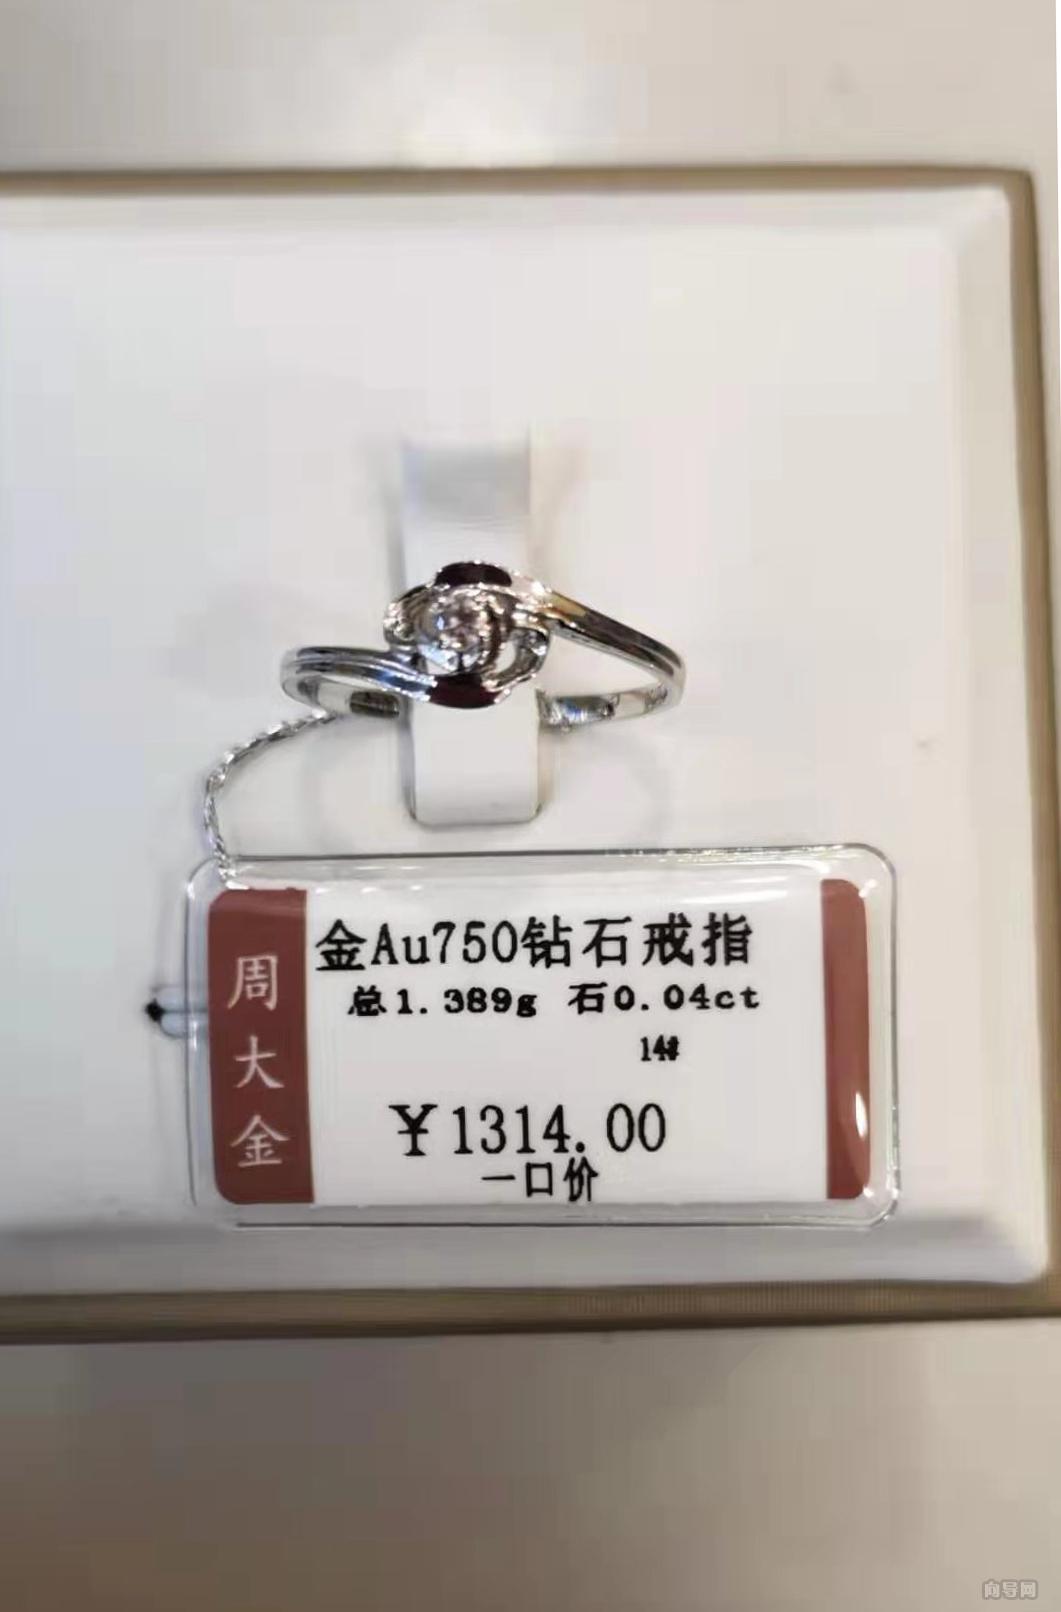 周大金
金Au750钻石戒指
总1.389g 石0.04ct
14#
¥1314.00
一口价
向导网